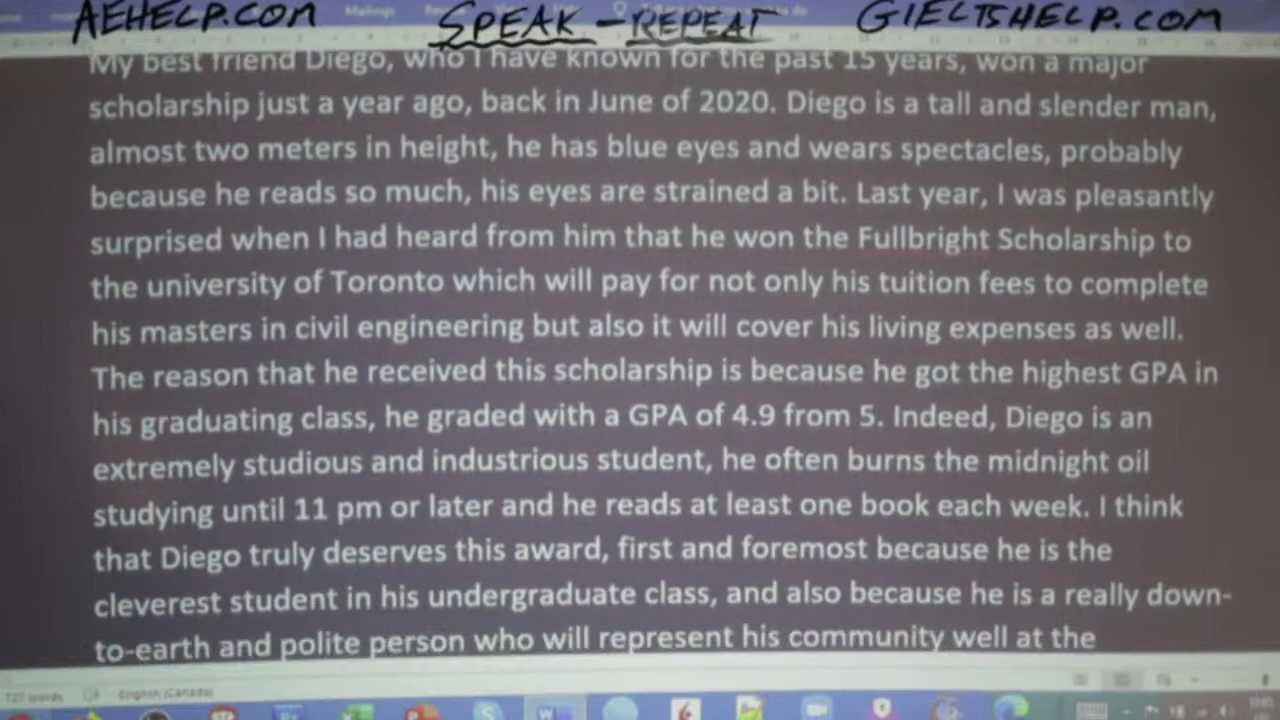 AEHELP.COM SPEAK - REPEAT GIELTSHELP.COM
Mailings
My best friend Diego, who I have known for the past 15 years, won a major
scholarship just a year ago, back in June of 2020. Diego is a tall and slender man,
almost two meters in height, he has blue eyes and wears spectacles, probably
because he reads so much, his eyes are strained a bit. Last year, I was pleasantly
surprised when I had heard from him that he won the Fullbright Scholarship to
the university of Toronto which will pay for not only his tuition fees to complete
his masters in civil engineering but also it will cover his living expenses as well.
The reason that he received this scholarship is because he got the highest GPA in
his graduating class, he graded with a GPA of 4.9 from 5. Indeed, Diego is an
extremely studious and industrious student, he often burns the midnight oil
studying until 11 pm or later and he reads at least one book each week. I think
that Diego truly deserves this award, first and foremost because he is the
cleverest student in his undergraduate class, and also because he is a really down-
to-earth and polite person who will represent his community well at the
727 words English (Canada)